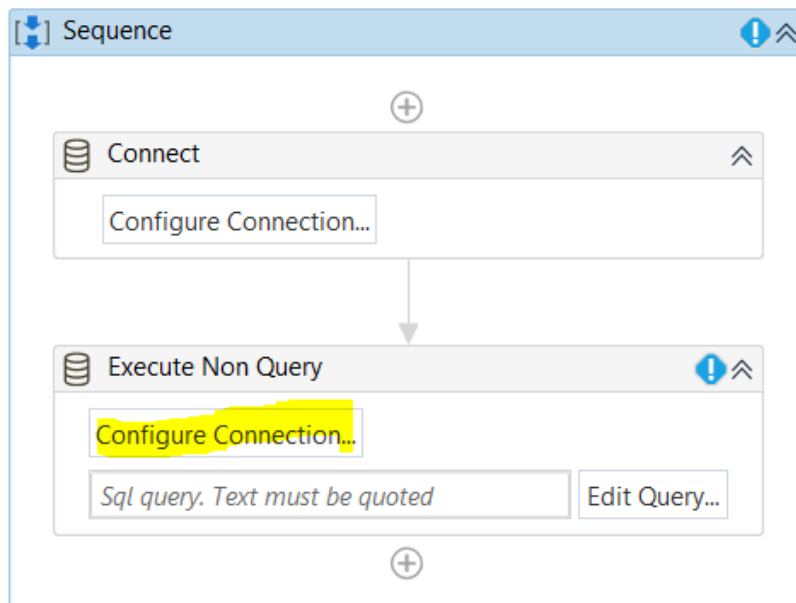 Sequence
Connect
Configure Connection...
Execute Non Query
Configure Connection...
Sql query. Text must be quoted
Edit Query...